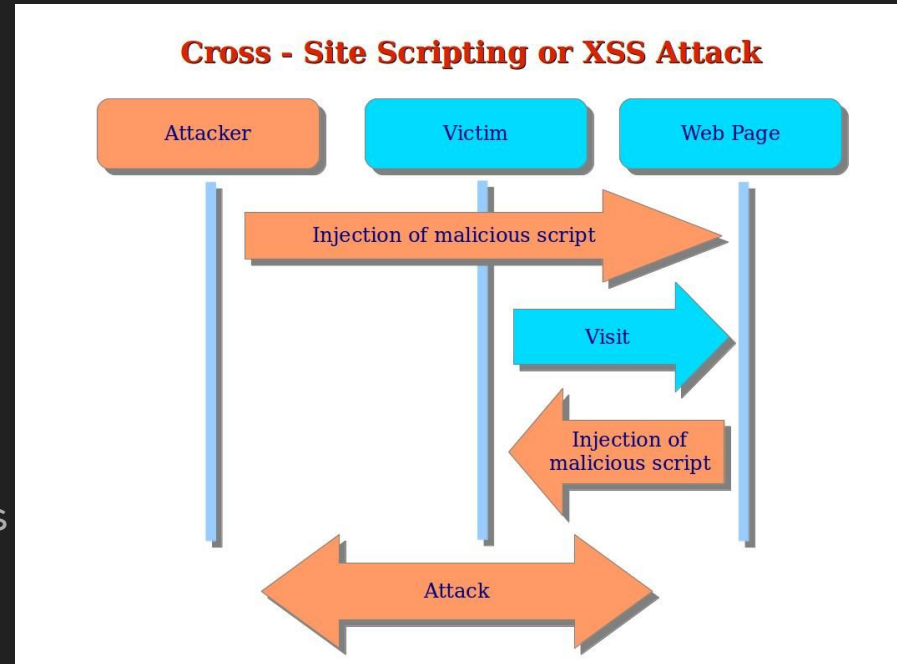 Cross - Site Scripting or XSS Attack
Attacker
Victim
Web Page
Injection of malicious script
Visit
Injection of
malicious script
s
Attack